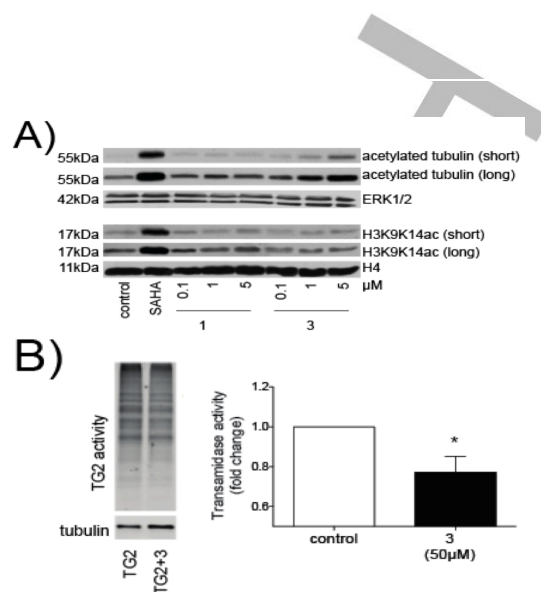 A)
55kDa acetylated tubulin (short)
55kDa acetylated tubulin (long)
42kDa ERK1/2
17kDa H3K9K14ac (short)
17kDa H3K9K14ac (long)
11kDa H4
control SAHA 0.1 1 5 0.1 1 5 µM
1 3
B)
TG2 activity
tubulin
TG2 TG2+3
Transamidase activity
(fold change)
1.2
1.0
0.8
0.6
*
control 3
(50µM)